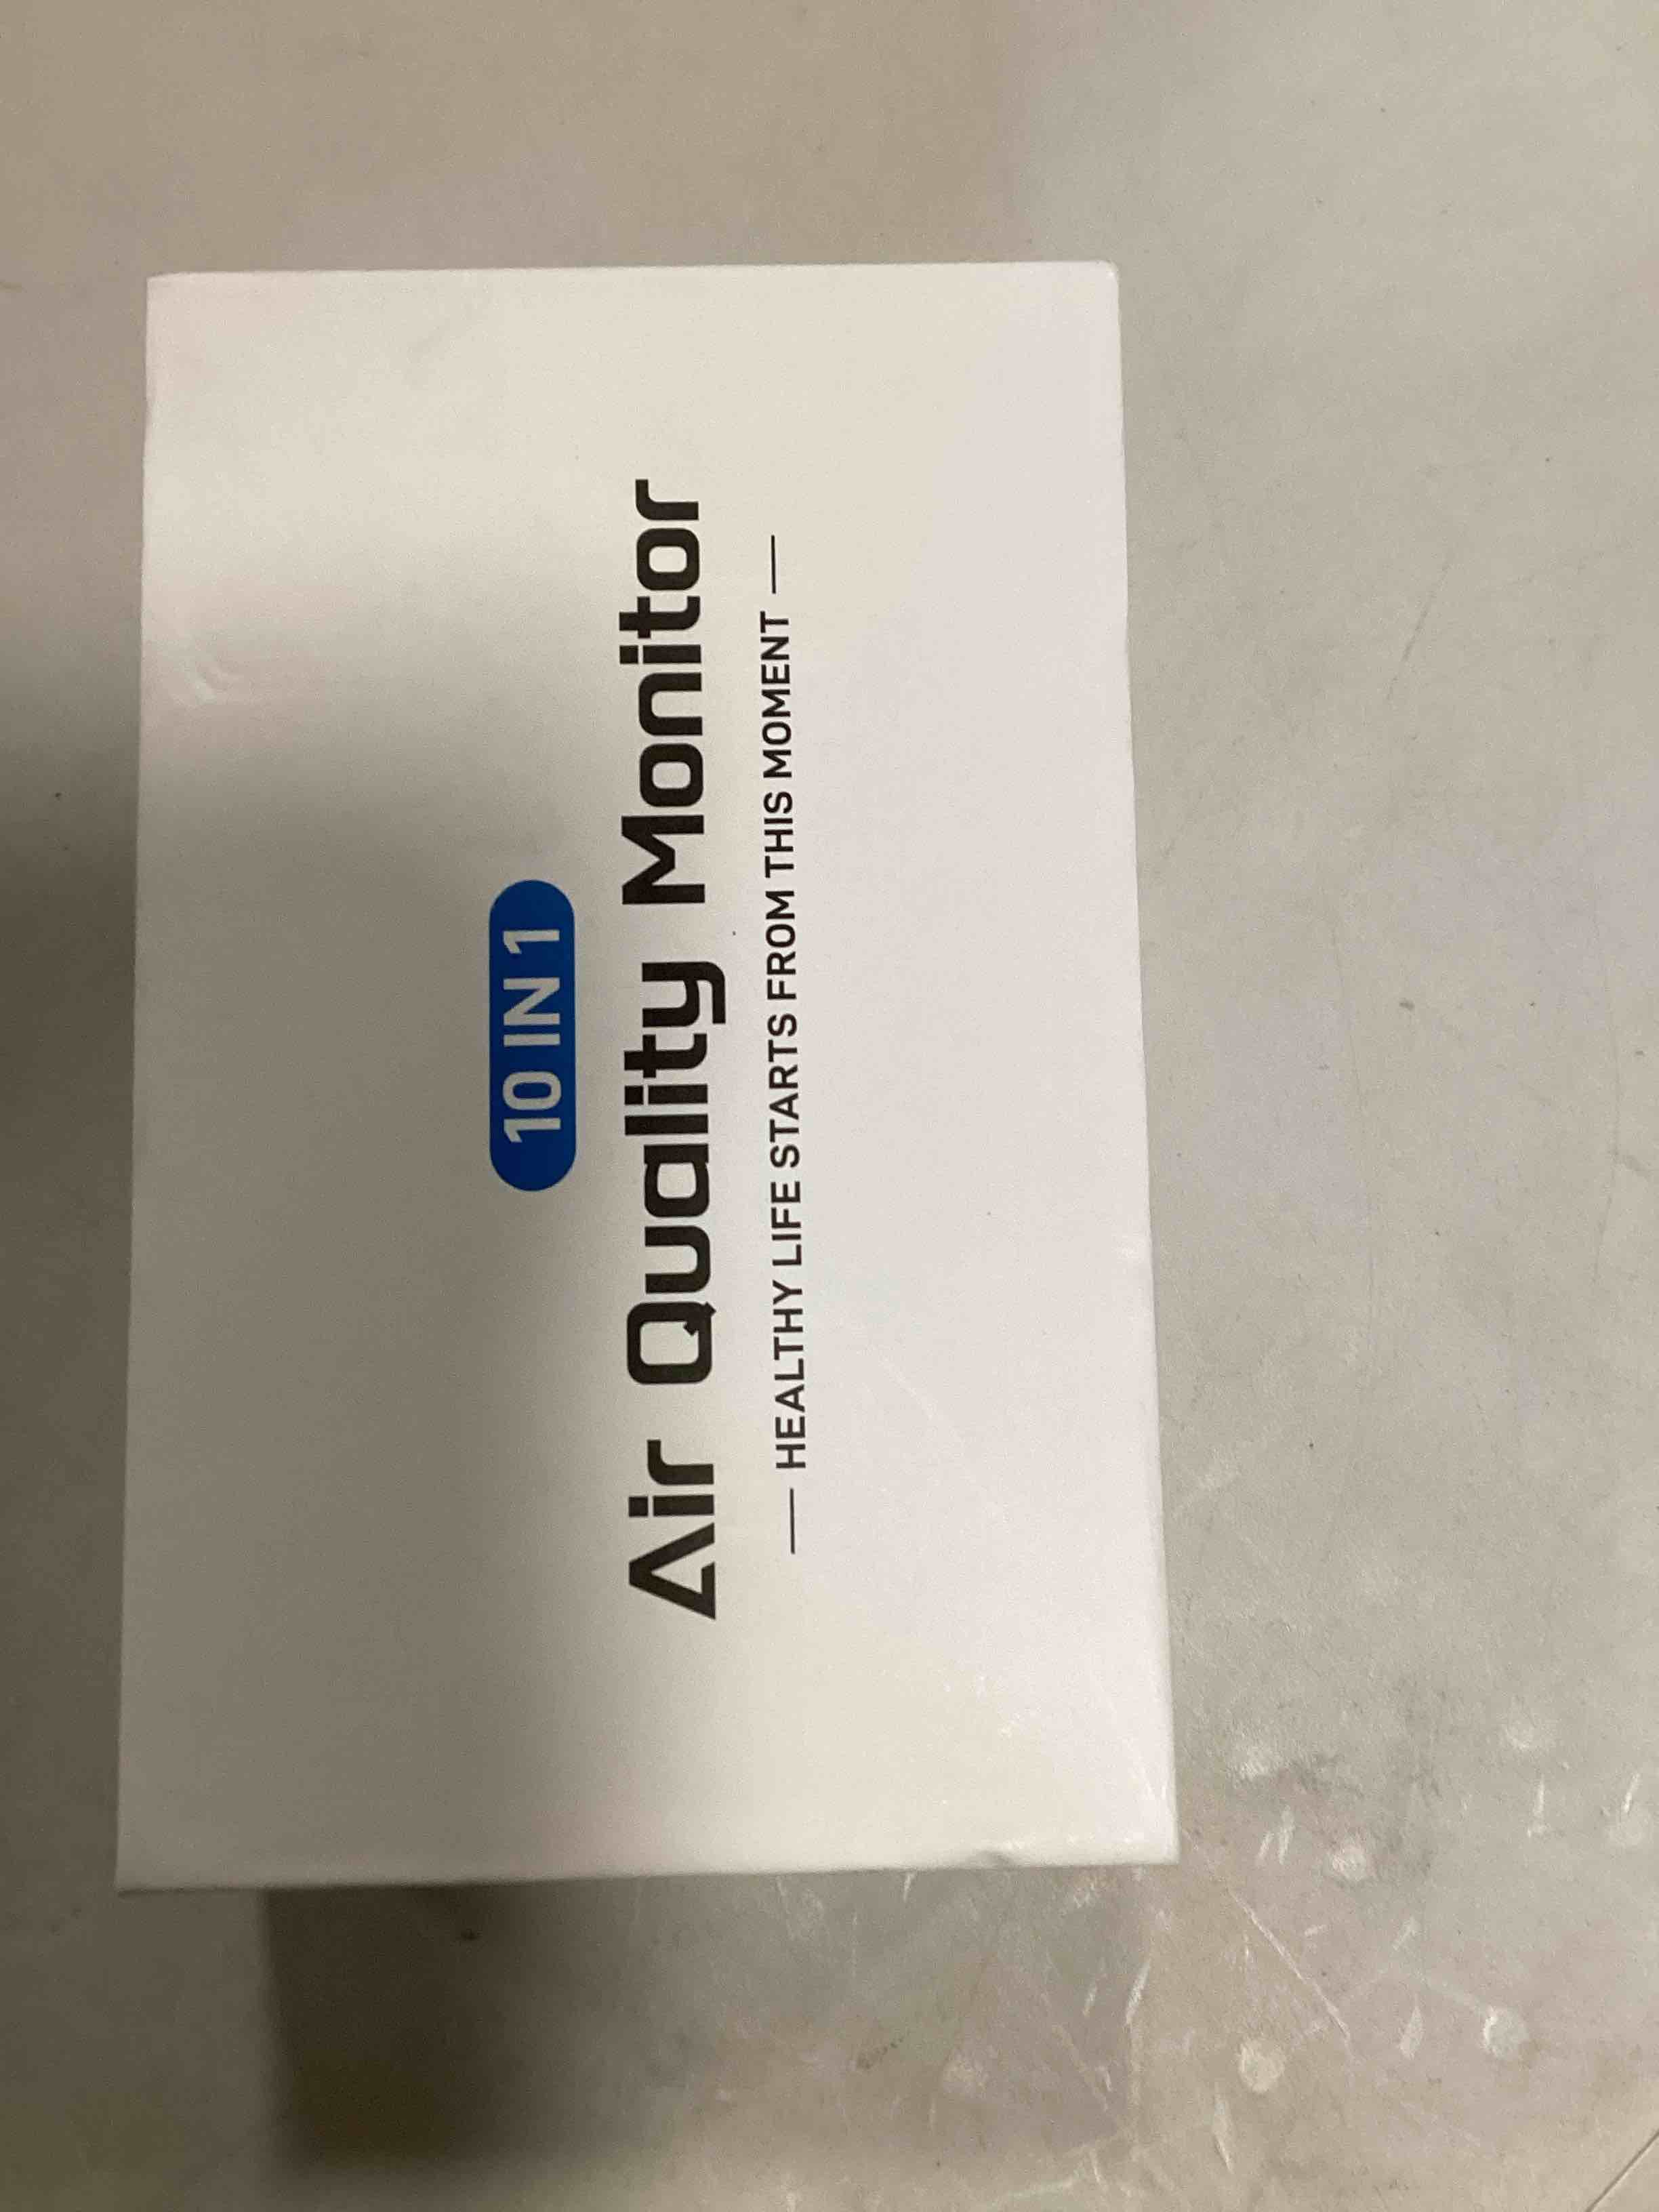 10 IN 1
Air Quality Monitor
— HEALTHY LIFE STARTS FROM THIS MOMENT —